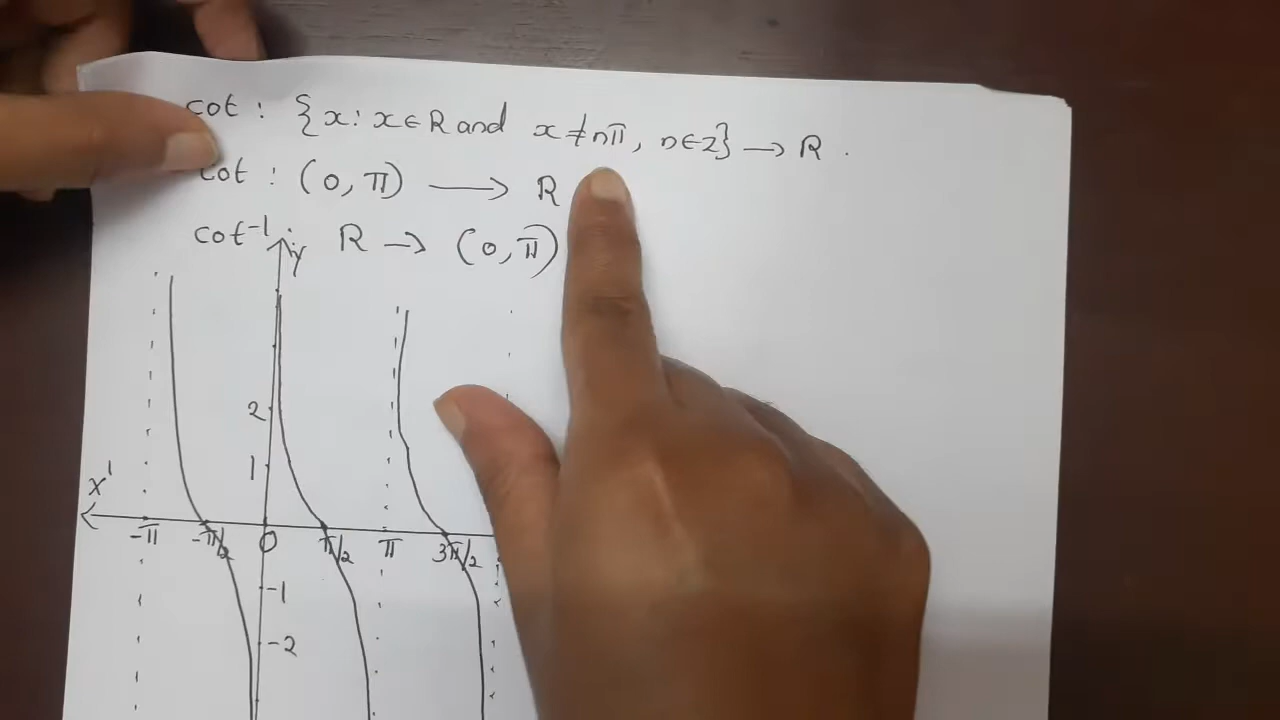 cot : {x : x ∈ R and x ≠ nπ, n ∈ z} → R .
cot : (0, π) → R
cot⁻¹ : R → (0, π)
y
2
1
x'
-π -π/2 0 π/2 π 3π/2
-1
-2